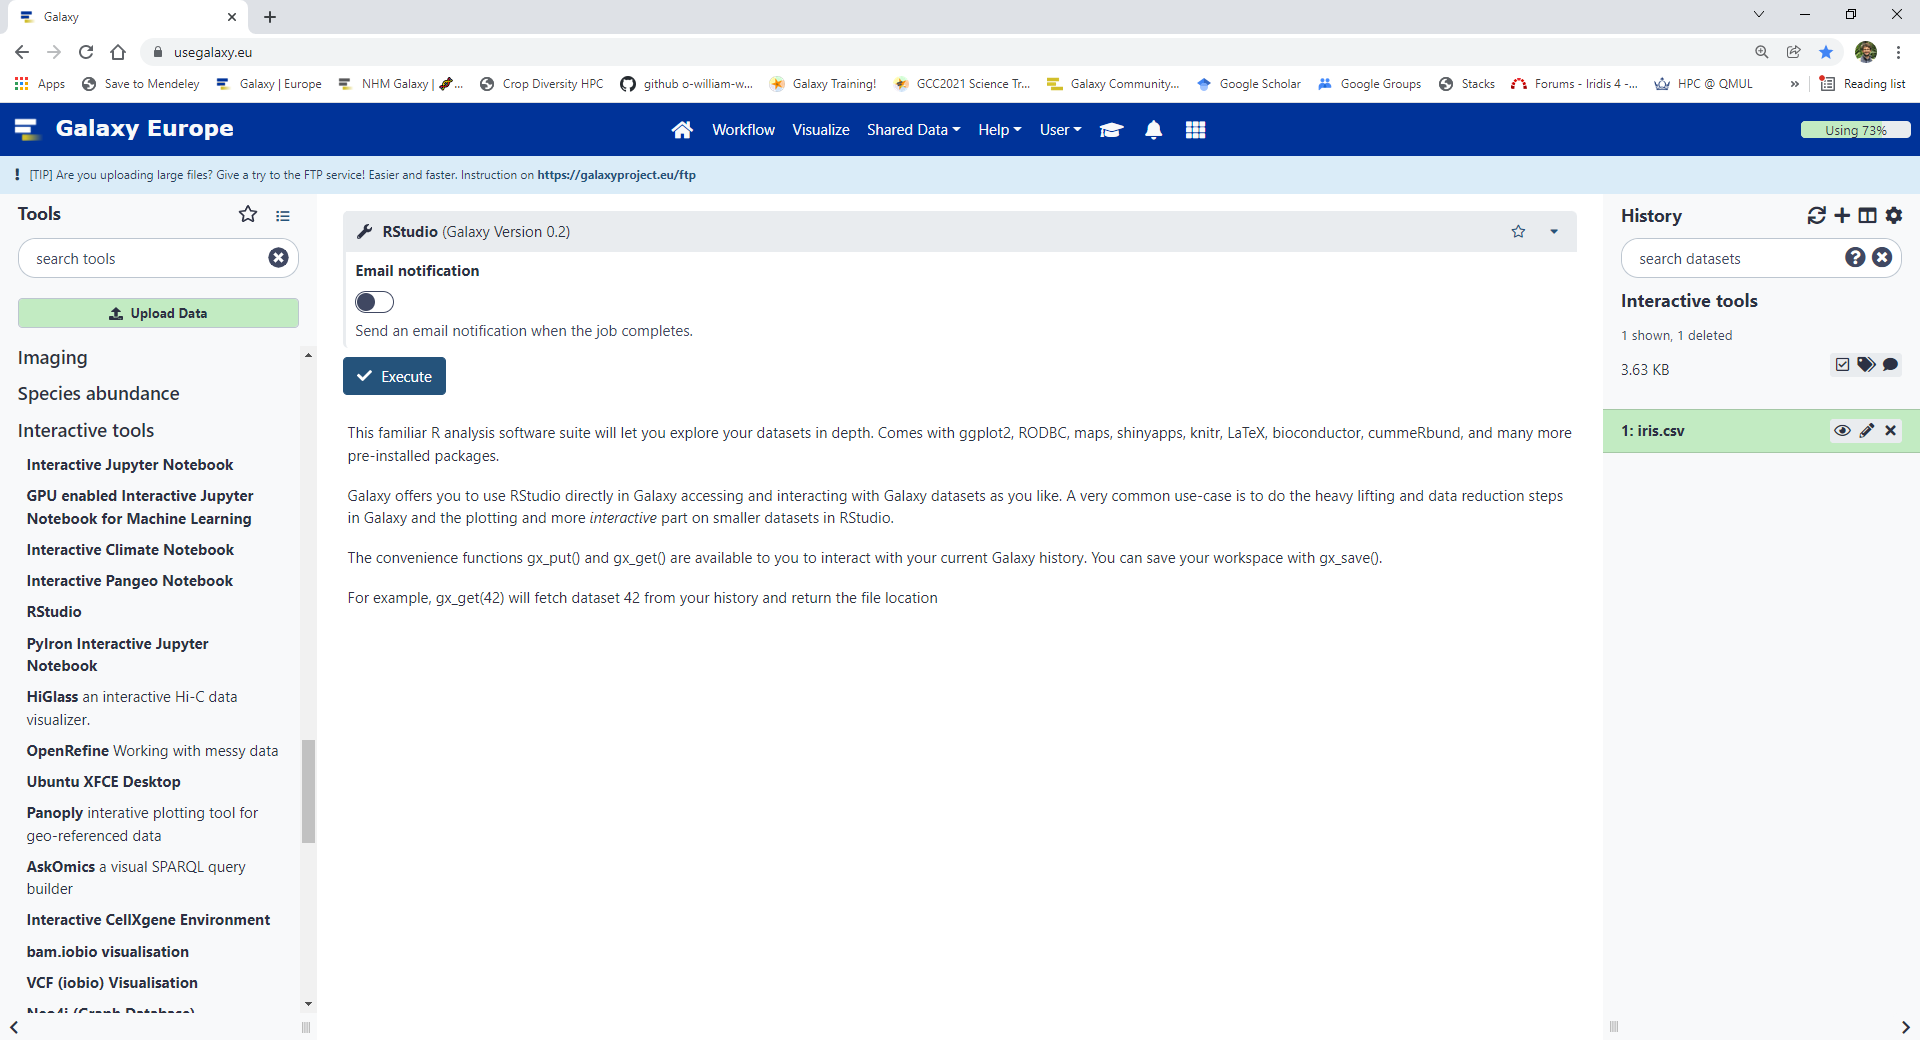 Galaxy
usegalaxy.eu
Apps
Save to Mendeley
Galaxy | Europe
NHM Galaxy | 🌶...
Crop Diversity HPC
github o-william-w...
Galaxy Training!
GCC2021 Science Tr...
Galaxy Community...
Google Scholar
Google Groups
Stacks
Forums - Iridis 4 -...
HPC @ QMUL
»
Reading list
Galaxy Europe
Workflow
Visualize
Shared Data
Help
User
Using 73%
[TIP] Are you uploading large files? Give a try to the FTP service! Easier and faster. Instruction on https://galaxyproject.eu/ftp
Tools
search tools
Upload Data
Imaging
Species abundance
Interactive tools
Interactive Jupyter Notebook
GPU enabled Interactive Jupyter
Notebook for Machine Learning
Interactive Climate Notebook
Interactive Pangeo Notebook
RStudio
PyIron Interactive Jupyter
Notebook
HiGlass an interactive Hi-C data
visualizer.
OpenRefine Working with messy data
Ubuntu XFCE Desktop
Panoply interative plotting tool for
geo-referenced data
AskOmics a visual SPARQL query
builder
Interactive CellXgene Environment
bam.iobio visualisation
VCF (iobio) Visualisation
Neo4j (Graph Database)
RStudio (Galaxy Version 0.2)
Email notification
Send an email notification when the job completes.
Execute
This familiar R analysis software suite will let you explore your datasets in depth. Comes with ggplot2, RODBC, maps, shinyapps, knitr, LaTeX, bioconductor, cummeRbund, and many more
pre-installed packages.
Galaxy offers you to use RStudio directly in Galaxy accessing and interacting with Galaxy datasets as you like. A very common use-case is to do the heavy lifting and data reduction steps
in Galaxy and the plotting and more interactive part on smaller datasets in RStudio.
The convenience functions gx_put() and gx_get() are available to you to interact with your current Galaxy history. You can save your workspace with gx_save().
For example, gx_get(42) will fetch dataset 42 from your history and return the file location
History
search datasets
Interactive tools
1 shown, 1 deleted
3.63 KB
1: iris.csv